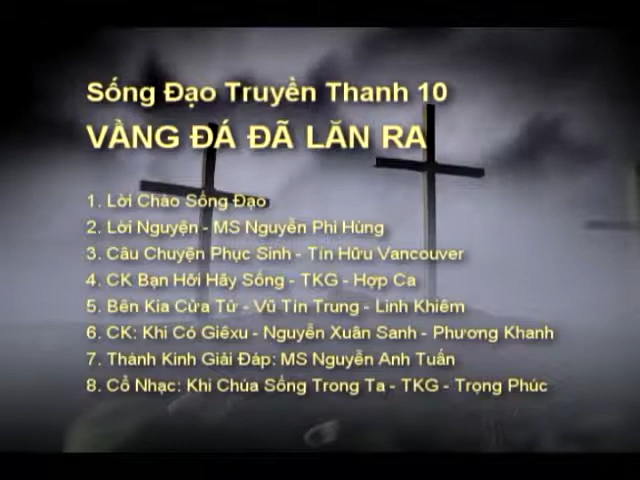 Sống Đạo Truyền Thanh 10
VẦNG ĐÁ ĐÃ LĂN RA
1. Lời Chào Sống Đạo
2. Lời Nguyện - MS Nguyễn Phi Hùng
3. Câu Chuyện Phục Sinh - Tín Hữu Vancouver
4. CK Bạn Hỡi Hãy Sống - TKG - Hợp Ca
5. Bên Kia Cửa Tử - Vũ Tín Trung - Linh Khiêm
6. CK: Khi Có Giêxu - Nguyễn Xuân Sanh - Phương Khanh
7. Thánh Kinh Giải Đáp: MS Nguyễn Anh Tuấn
8. Cổ Nhạc: Khi Chúa Sống Trong Ta - TKG - Trọng Phúc